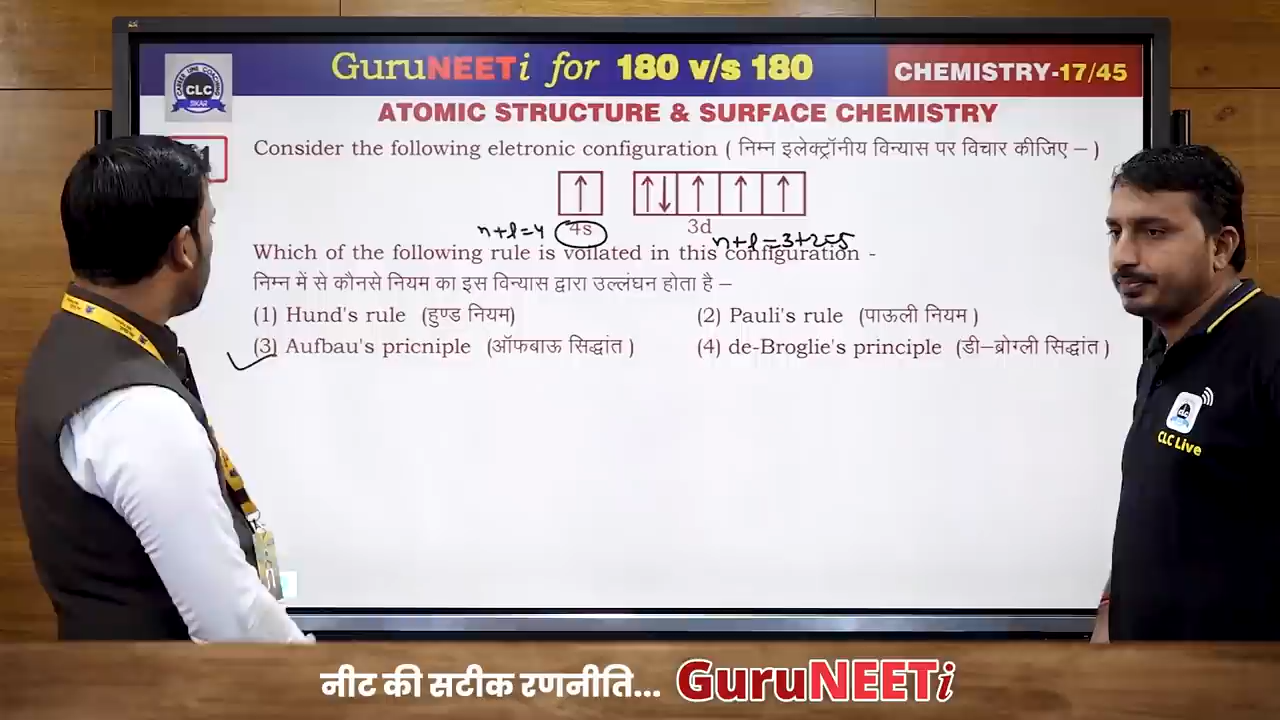 GuruNEETi for 180 v/s 180
CHEMISTRY-17/45
CLC
SIKAR
ATOMIC STRUCTURE & SURFACE CHEMISTRY
Consider the following eletronic configuration ( निम्न इलेक्ट्रॉनीय विन्यास पर विचार कीजिए – )
n+l=4 4s 3d n+l=3+2=5
Which of the following rule is voilated in this configuration -
निम्न में से कौनसे नियम का इस विन्यास द्वारा उल्लंघन होता है –
(1) Hund's rule (हुण्ड नियम) (2) Pauli's rule (पाऊली नियम )
(3) Aufbau's pricniple (ऑफबाऊ सिद्धांत ) (4) de-Broglie's principle (डी–ब्रोग्ली सिद्धांत )
CLC
CLC Live
नीट की सटीक रणनीति... GuruNEETi